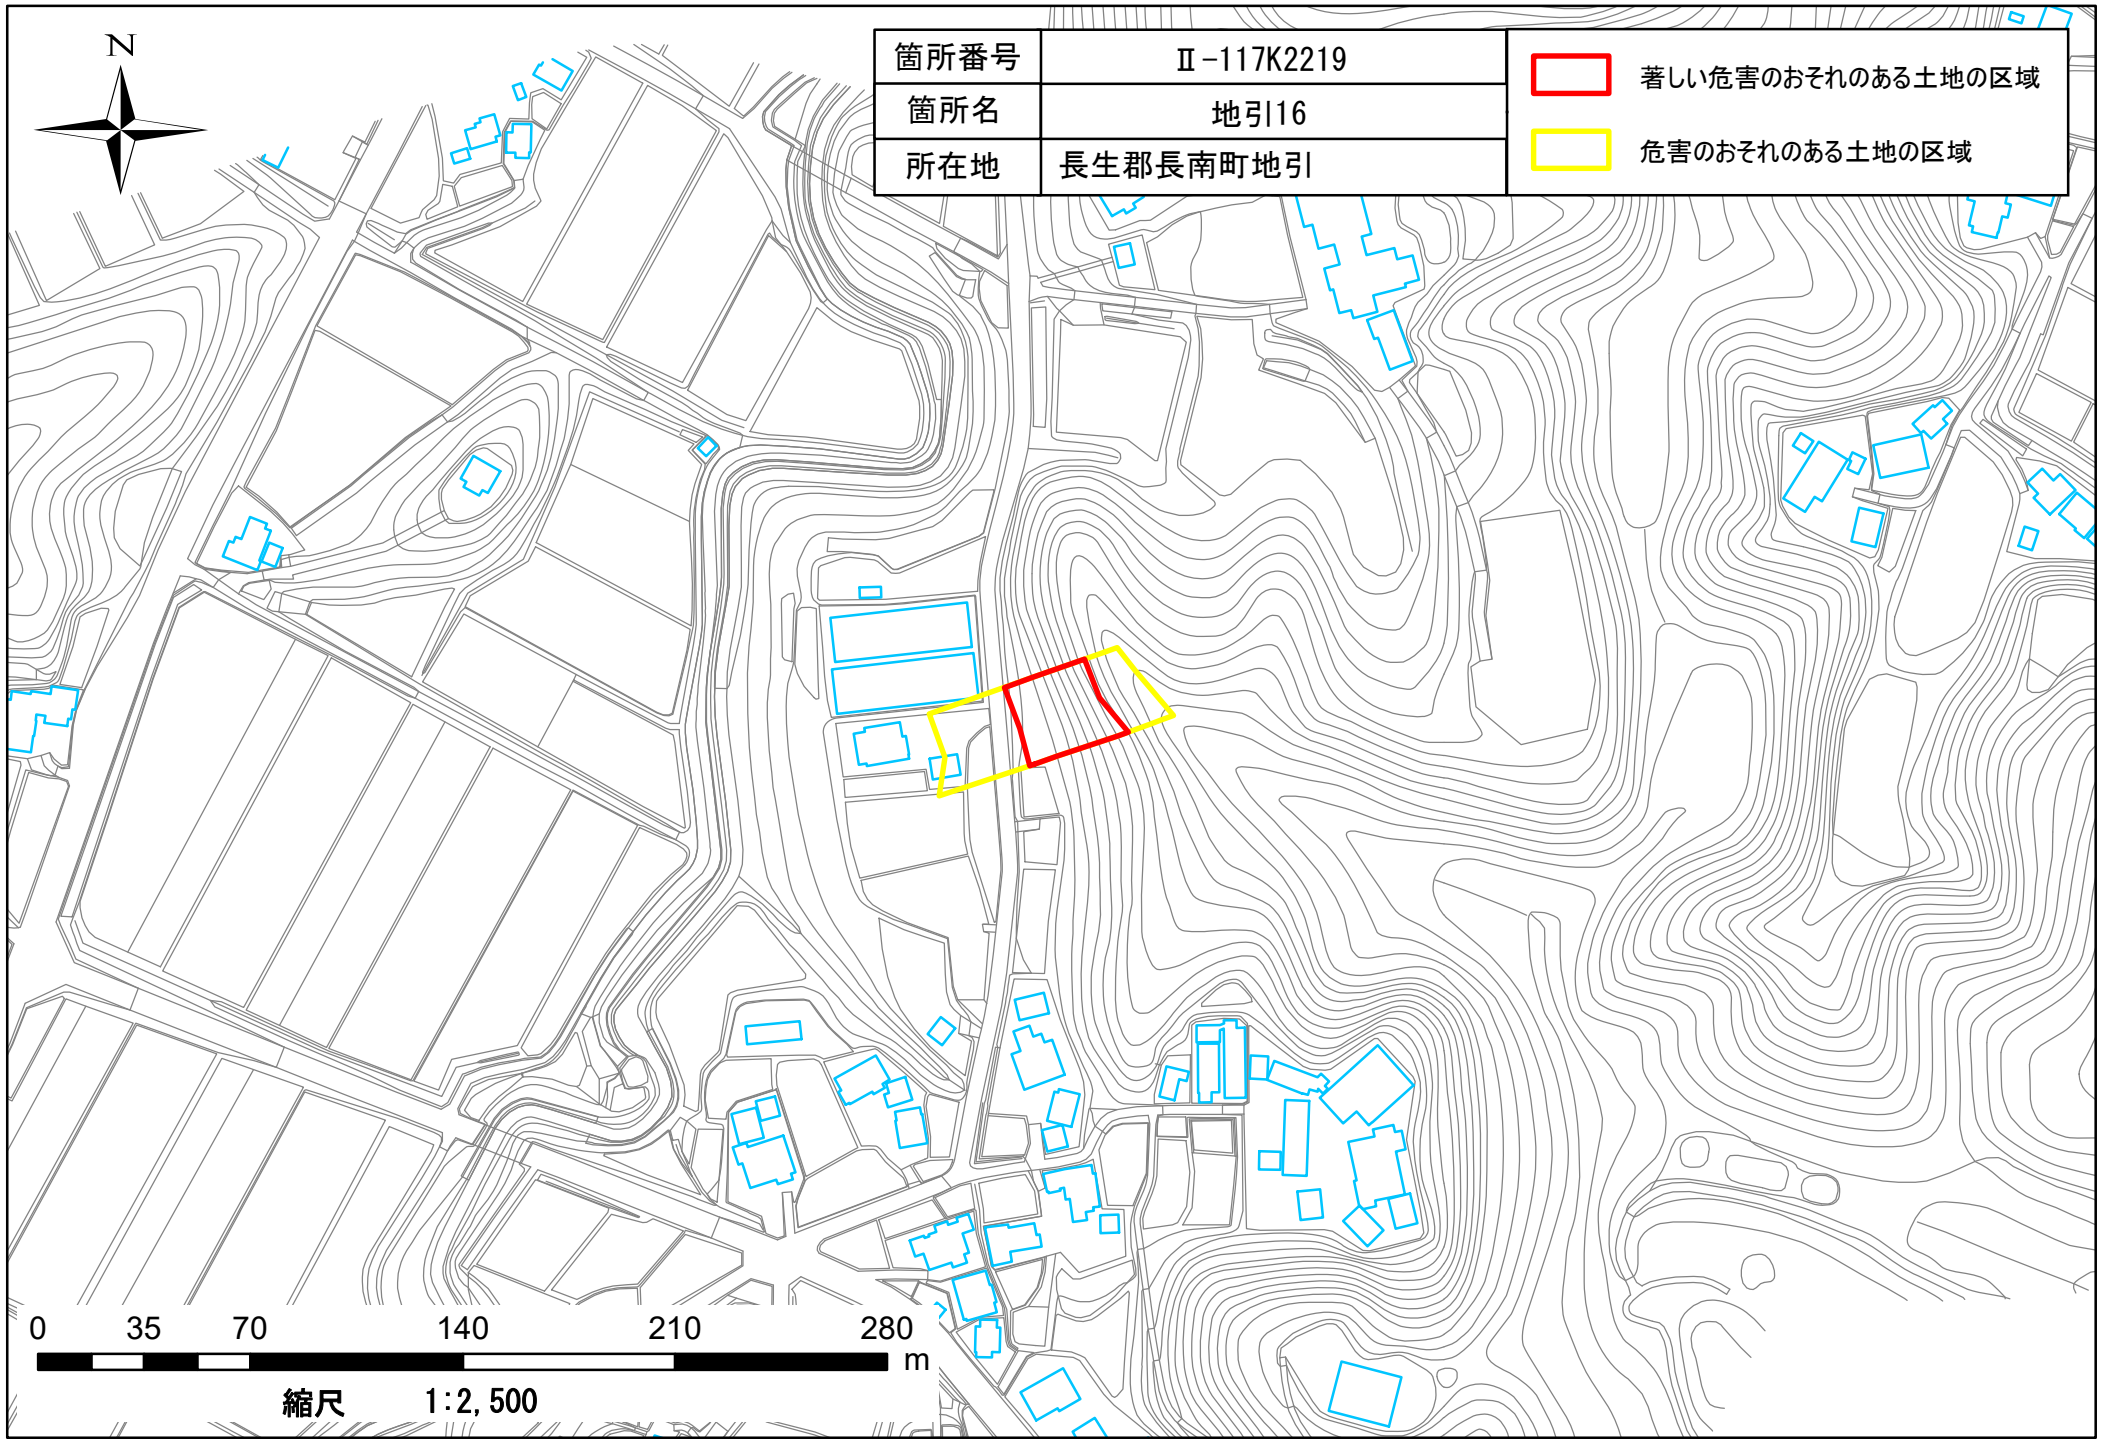 N
箇所番号 Ⅱ-117K2219
箇所名 地引16
所在地 長生郡長南町地引
著しい危害のおそれのある土地の区域
危害のおそれのある土地の区域
0 35 70 140 210 280
m
縮尺 1:2,500